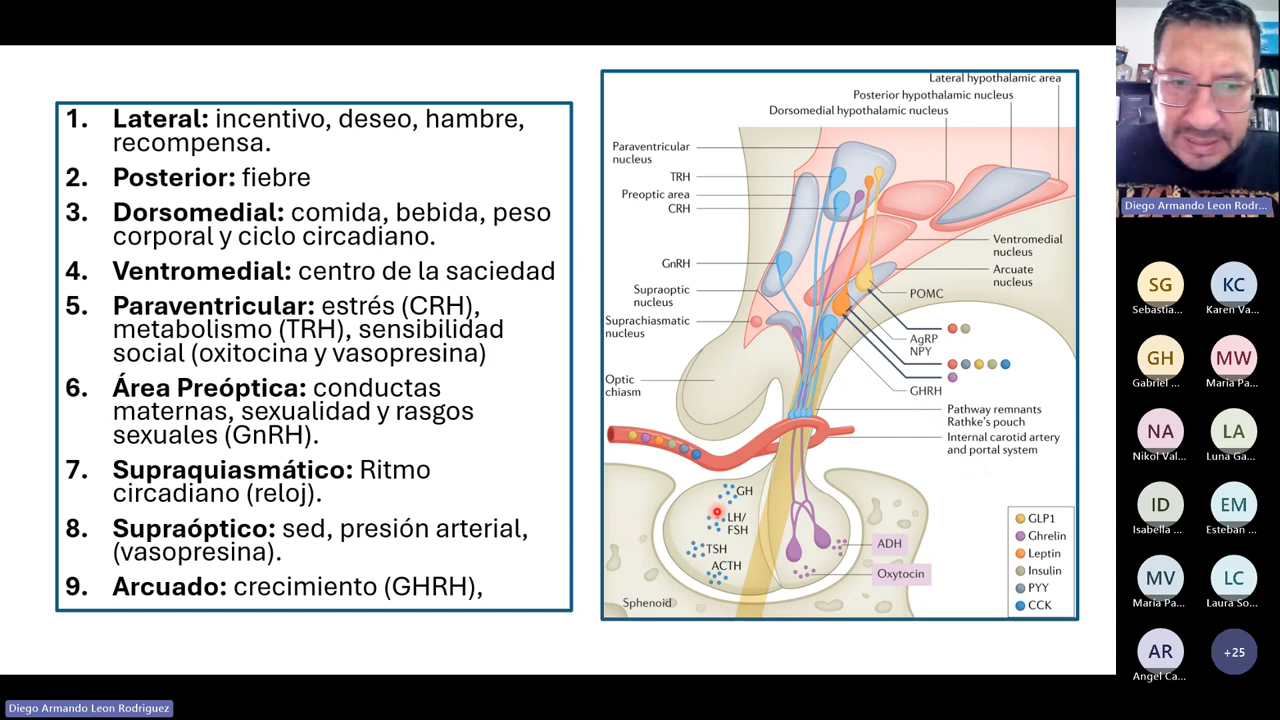 1. Lateral: incentivo, deseo, hambre,
recompensa.
2. Posterior: fiebre
3. Dorsomedial: comida, bebida, peso
corporal y ciclo circadiano.
4. Ventromedial: centro de la saciedad
5. Paraventricular: estrés (CRH),
metabolismo (TRH), sensibilidad
social (oxitocina y vasopresina)
6. Área Preóptica: conductas
maternas, sexualidad y rasgos
sexuales (GnRH).
7. Supraquiasmático: Ritmo
circadiano (reloj).
8. Supraóptico: sed, presión arterial,
(vasopresina).
9. Arcuado: crecimiento (GHRH),
Lateral hypothalamic area
Posterior hypothalamic nucleus
Dorsomedial hypothalamic nucleus
Paraventricular
nucleus
TRH
Preoptic area
CRH
GnRH
Supraoptic
nucleus
Suprachiasmatic
nucleus
Optic
chiasm
Ventromedial
nucleus
Arcuate
nucleus
POMC
AgRP
NPY
GHRH
Pathway remnants
Rathke's pouch
Internal carotid artery
and portal system
GH
LH/
FSH
TSH
ACTH
ADH
Oxytocin
Sphenoid
GLP1
Ghrelin
Leptin
Insulin
PYY
CCK
Diego Armando Leon Rodr...
SG
Sebastia...
KC
Karen Va...
GH
Gabriel ...
MW
Maria Pa...
NA
Nikol Val...
LA
Luna Ga...
ID
Isabella ...
EM
Esteban ...
MV
Maria Pa...
LC
Laura So...
AR
Angel Ca...
+25
Diego Armando Leon Rodriguez